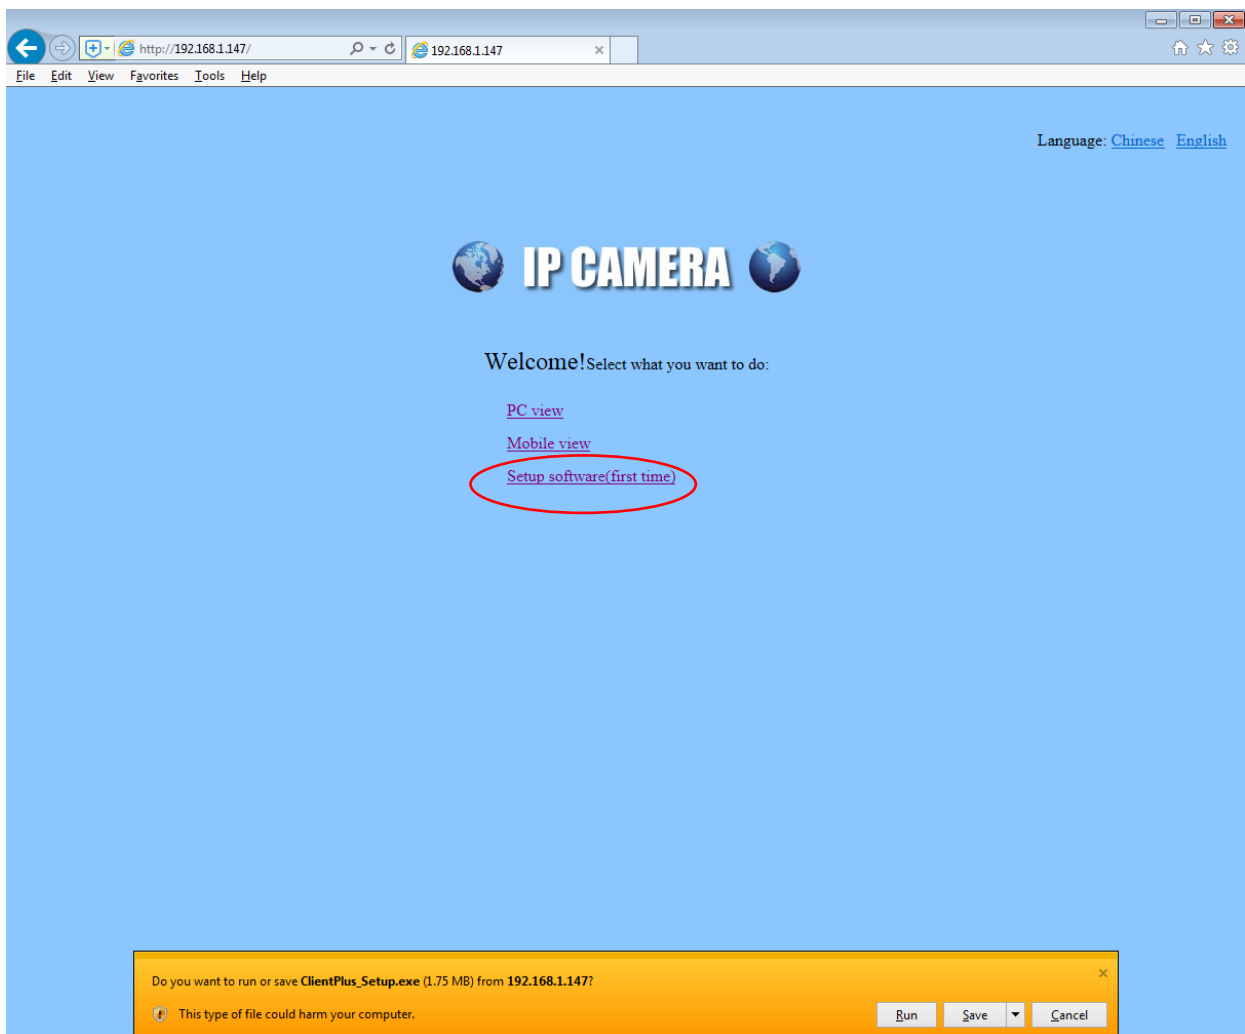 http://192.168.1.147/
192.168.1.147
File Edit View Favorites Tools Help
Language: Chinese English
IP CAMERA
Welcome!Select what you want to do:
PC view
Mobile view
Setup software(first time)
Do you want to run or save ClientPlus_Setup.exe (1.75 MB) from 192.168.1.147?
This type of file could harm your computer.
Run Save Cancel